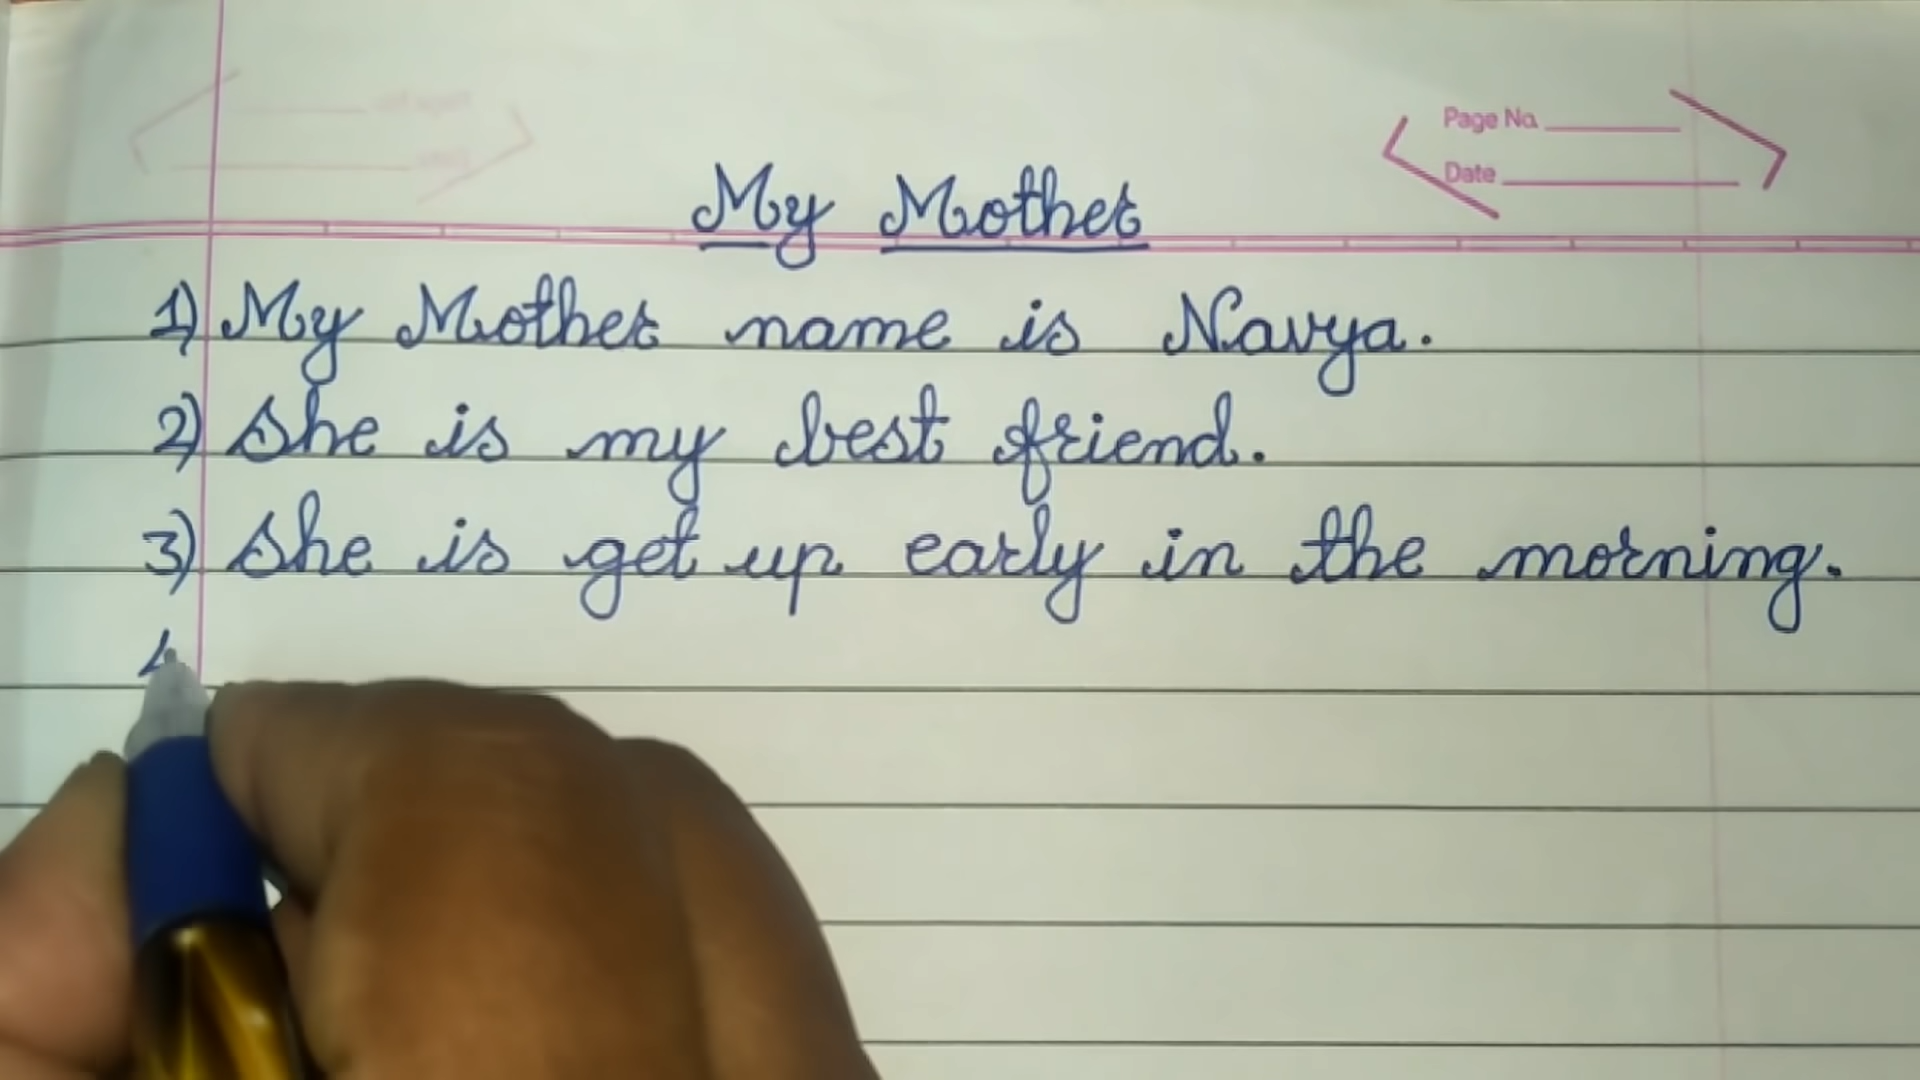 Page No.
Date
My Mother
1) My Mother name is Navya.
2) She is my best friend.
3) She is get up early in the morning.